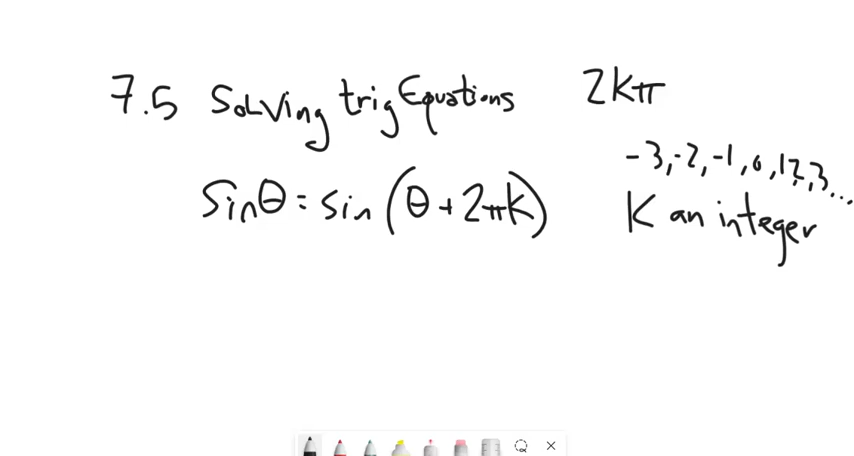 7.5 Solving trig Equations
2Kπ
-3,-2,-1,0,1,2,3...
sinθ = sin(θ+2πk)
K an integer